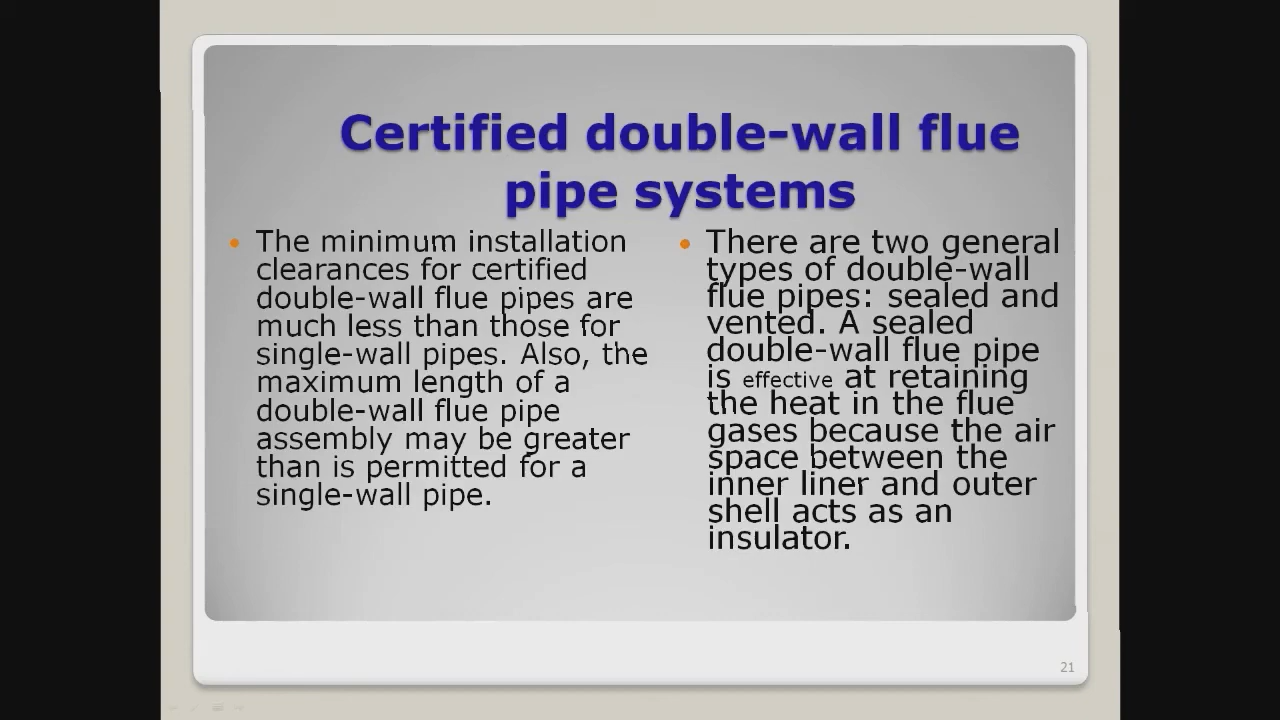 Certified double-wall flue
pipe systems
• The minimum installation
clearances for certified
double-wall flue pipes are
much less than those for
single-wall pipes. Also, the
maximum length of a
double-wall flue pipe
assembly may be greater
than is permitted for a
single-wall pipe.
• There are two general
types of double-wall
flue pipes: sealed and
vented. A sealed
double-wall flue pipe
is effective at retaining
the heat in the flue
gases because the air
space between the
inner liner and outer
shell acts as an
insulator.
21